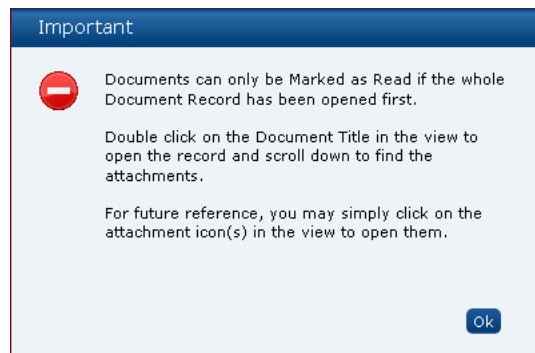 Important
Documents can only be Marked as Read if the whole
Document Record has been opened first.
Double click on the Document Title in the view to
open the record and scroll down to find the
attachments.
For future reference, you may simply click on the
attachment icon(s) in the view to open them.
Ok